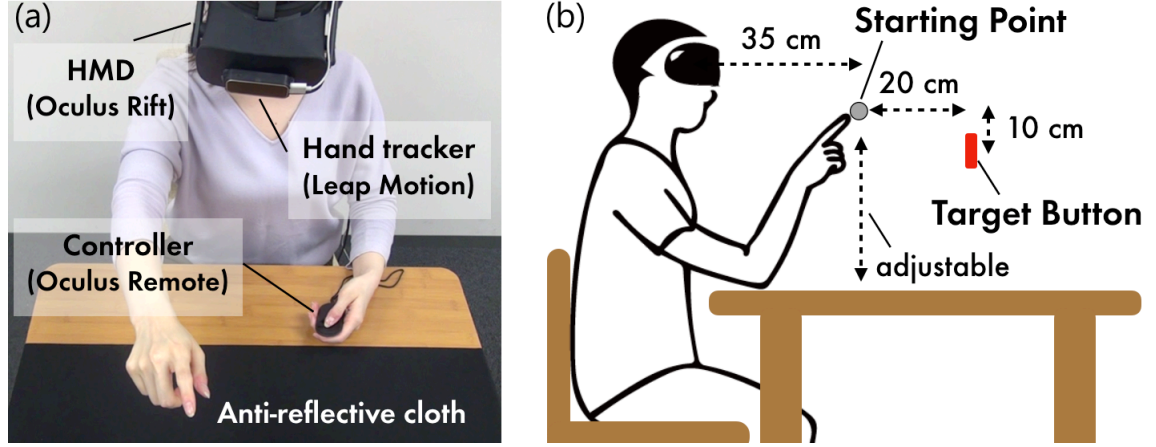 (a)
HMD
(Oculus Rift)
Hand tracker
(Leap Motion)
Controller
(Oculus Remote)
Anti-reflective cloth
(b)
Starting Point
35 cm
20 cm
10 cm
Target Button
adjustable